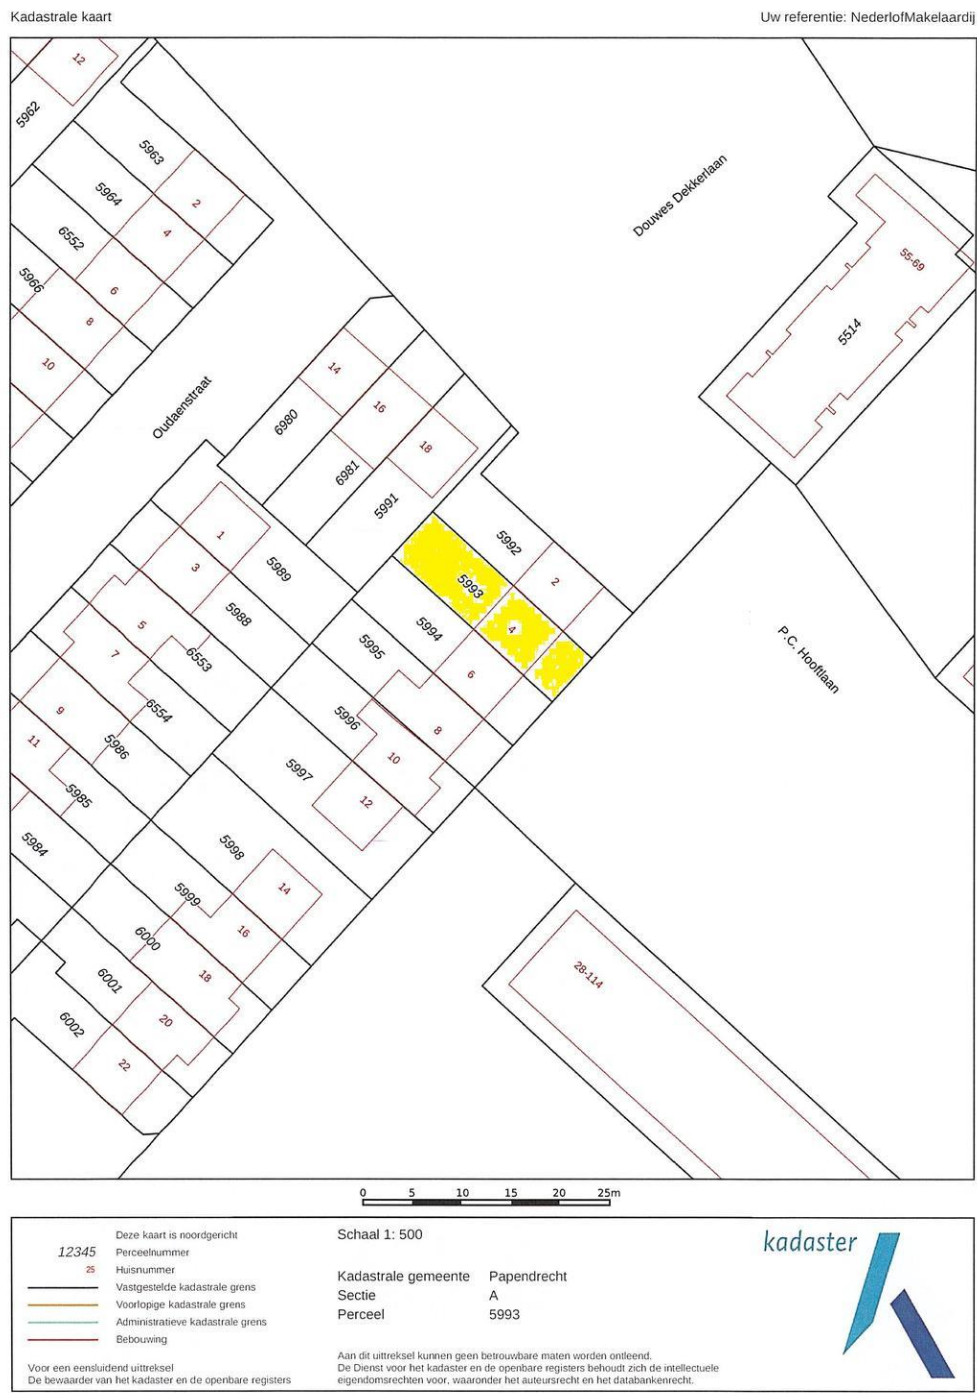 Kadastrale kaart
Uw referentie: NederlofMakelaardij
12
5962
5963
2
5964
4
6552
6
5966
8
10
Douwes Dekkerlaan
55-69
5514
Oudaenstraat
14
6980
16
6981
18
5991
1
5989
3
5988
5
6553
7
6554
9
5986
11
5985
5984
5992
2
5993
4
5994
6
5995
8
5996
10
5997
12
P.C. Hooftlaan
5998
14
5999
16
6000
18
6001
20
6002
22
28-114
0 5 10 15 20 25m
Deze kaart is noordgericht
12345 Perceelnummer
25 Huisnummer
Vastgestelde kadastrale grens
Voorlopige kadastrale grens
Administratieve kadastrale grens
Bebouwing
Voor een eensluidend uittreksel
De bewaarder van het kadaster en de openbare registers
Schaal 1: 500
Kadastrale gemeente Papendrecht
Sectie A
Perceel 5993
Aan dit uittreksel kunnen geen betrouwbare maten worden ontleend.
De Dienst voor het kadaster en de openbare registers behoudt zich de intellectuele
eigendomsrechten voor, waaronder het auteursrecht en het databankenrecht.
kadaster